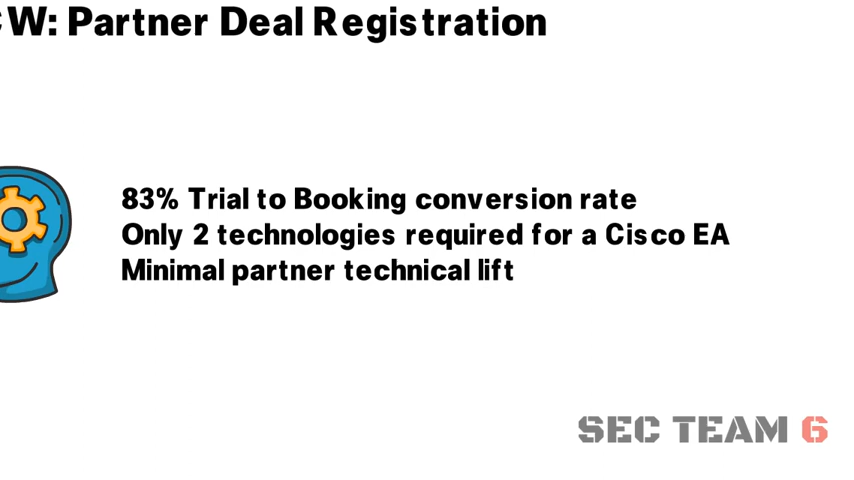 CW: Partner Deal Registration
83% Trial to Booking conversion rate
Only 2 technologies required for a Cisco EA
Minimal partner technical lift
SEC TEAM 6